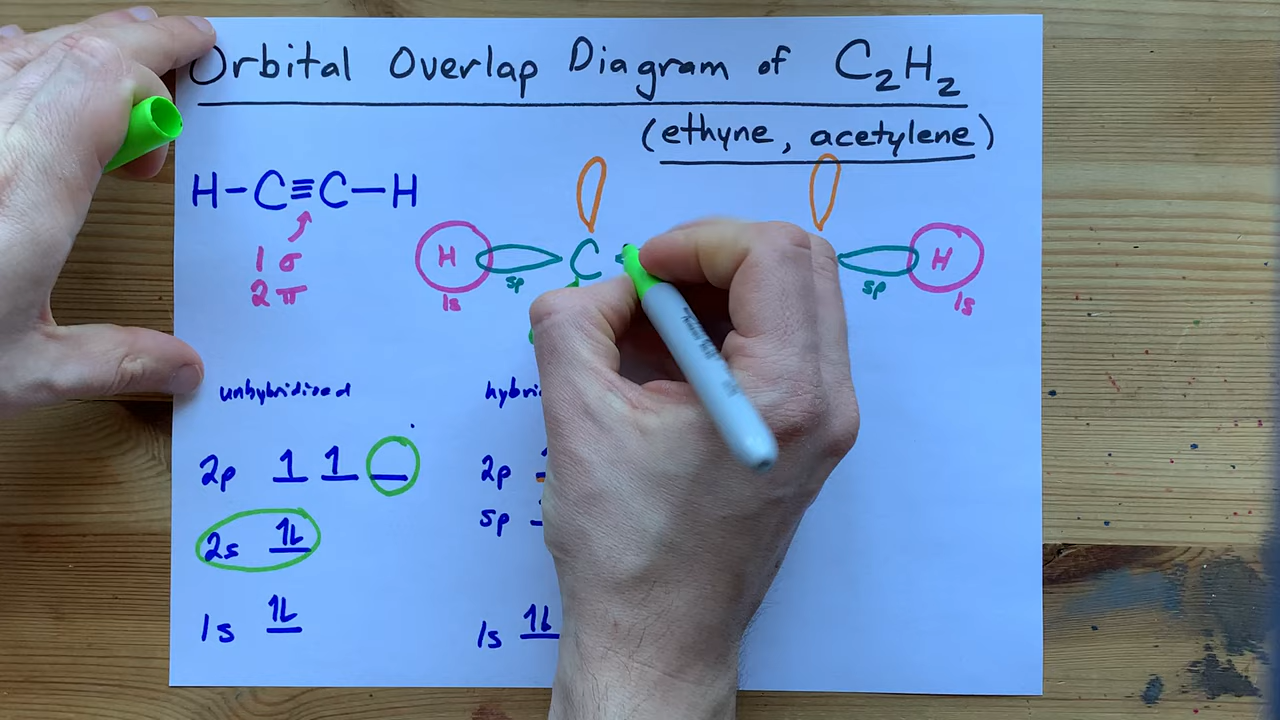 Orbital Overlap Diagram of C₂H₂
(ethyne, acetylene)
H-C≡C-H
1 σ
2 π
H sp C sp H
1s 1s
unhybridized
2p 1 1
2p
2s 1L
sp
1s 1L
1s 1L